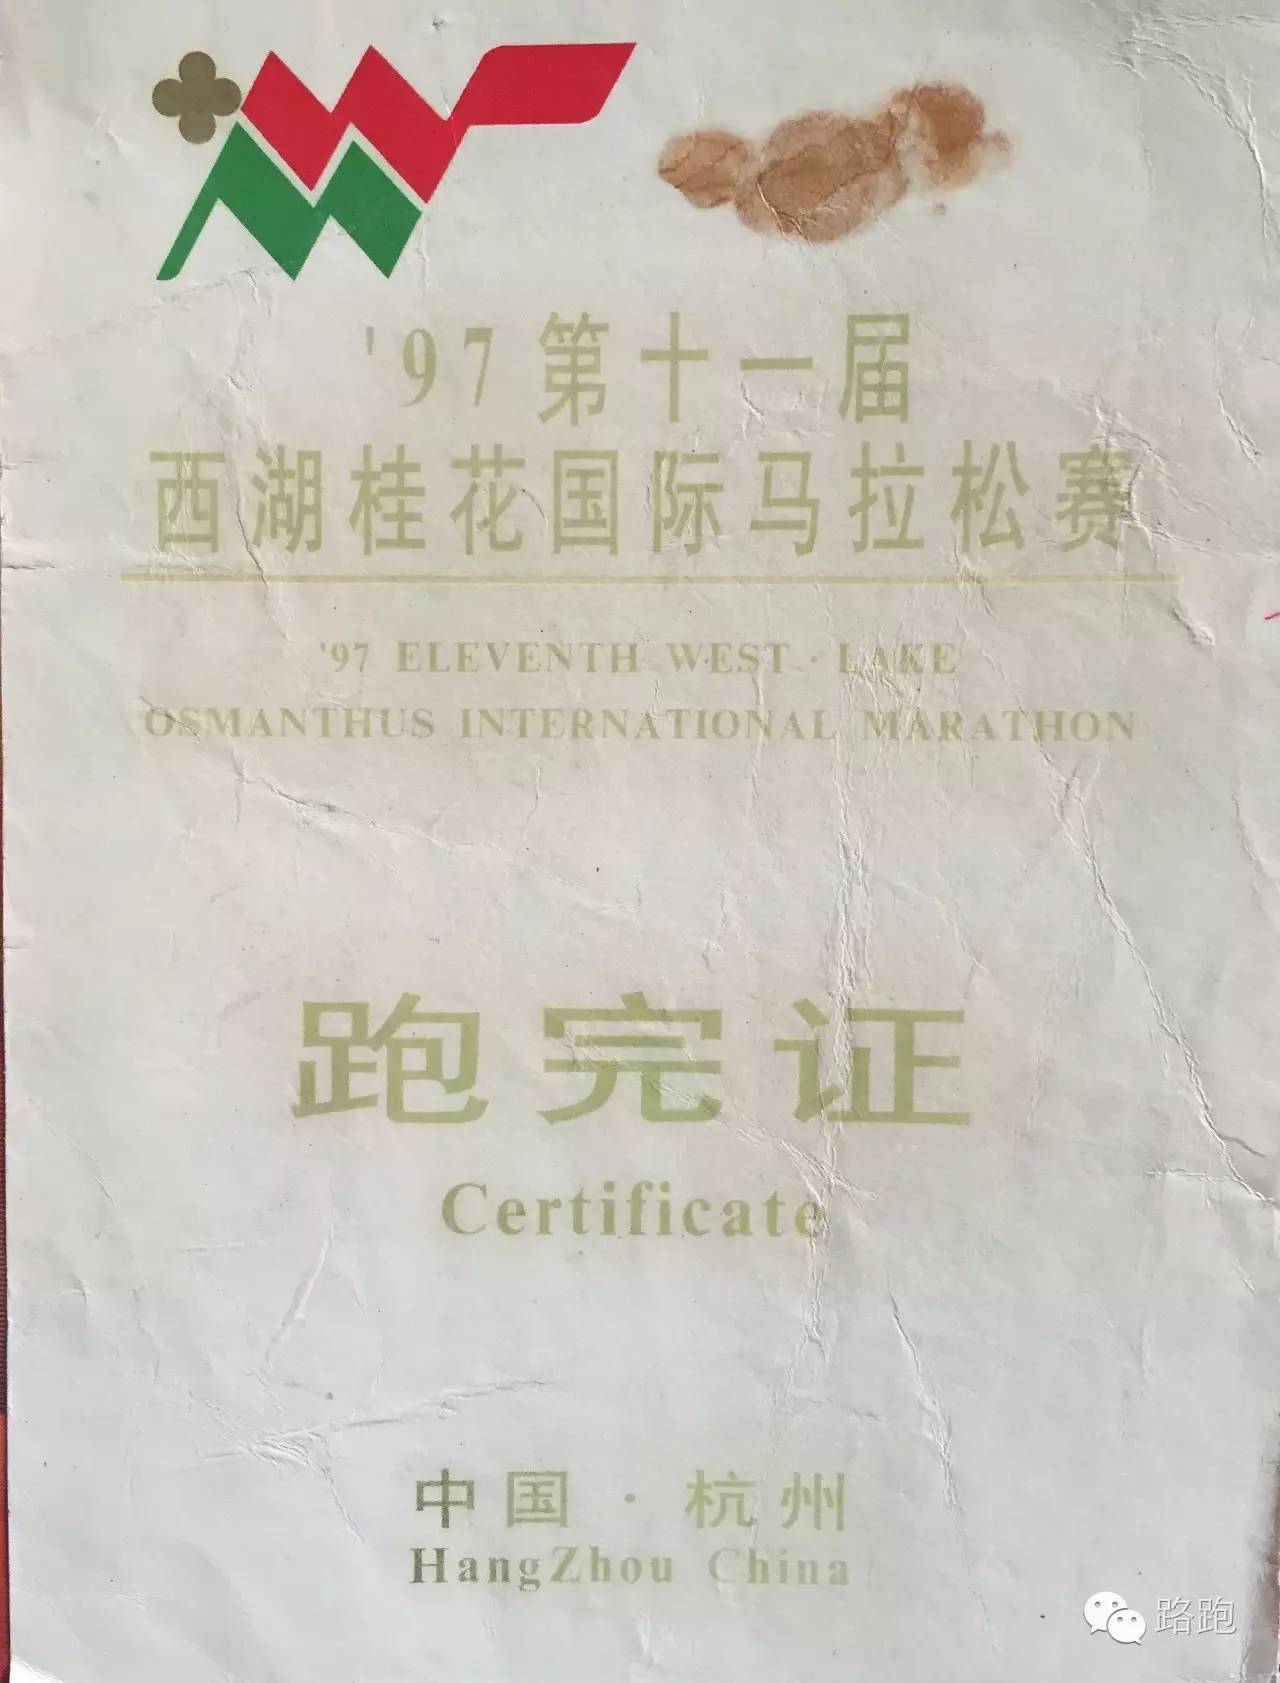 '97 第十一届
西湖桂花国际马拉松赛
'97 ELEVENTH WEST · LAKE
OSMANTHUS INTERNATIONAL MARATHON
跑完证
Certificate
中国 · 杭州
HangZhou China
路跑